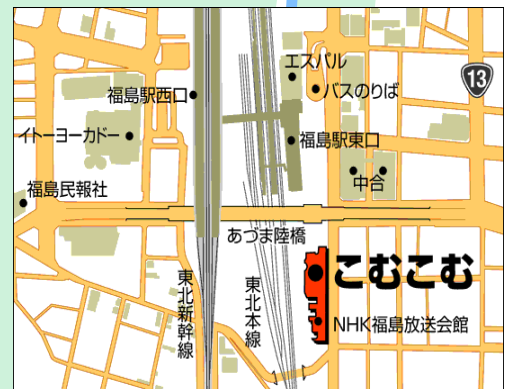 エスパル
13
福島駅西口
バスのりば
イトーヨーカドー
福島駅東口
中合
福島民報社
あづま陸橋
こむこむ
東北新幹線
東北本線
NHK福島放送会館